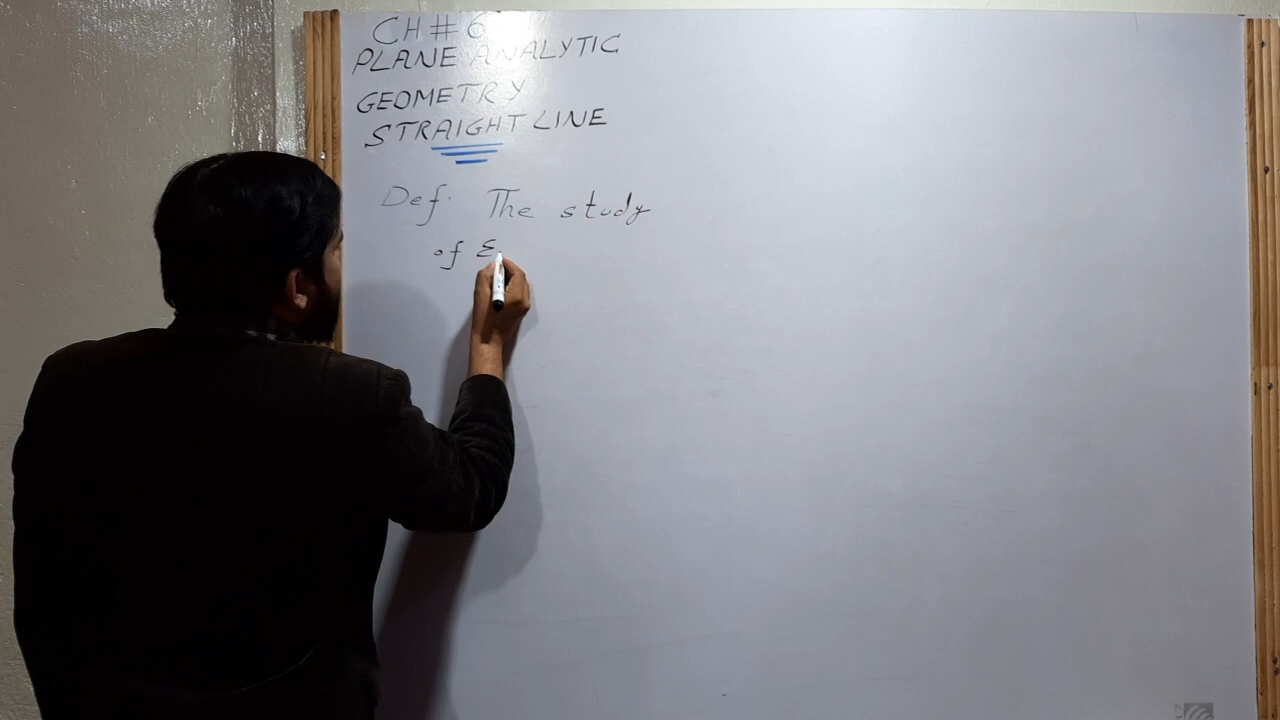 CH # 6
PLANE ANALYTIC
GEOMETRY
STRAIGHT LINE
Def: The study
of E